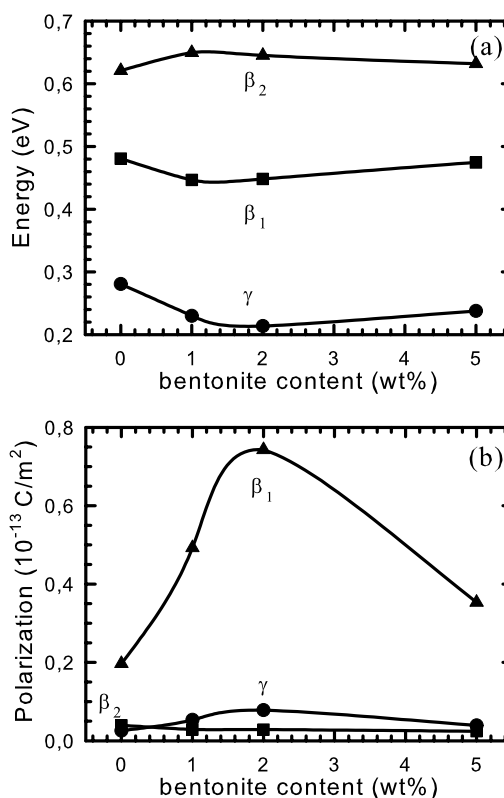 0,7
(a)
0,6
β2
0,5
Energy (eV)
0,4
β1
0,3
γ
0,2
0 1 2 3 4 5
bentonite content (wt%)
0,8
(b)
β1
0,6
Polarization (10-13 C/m2)
0,4
0,2
β2
γ
0,0
0 1 2 3 4 5
bentonite content (wt%)